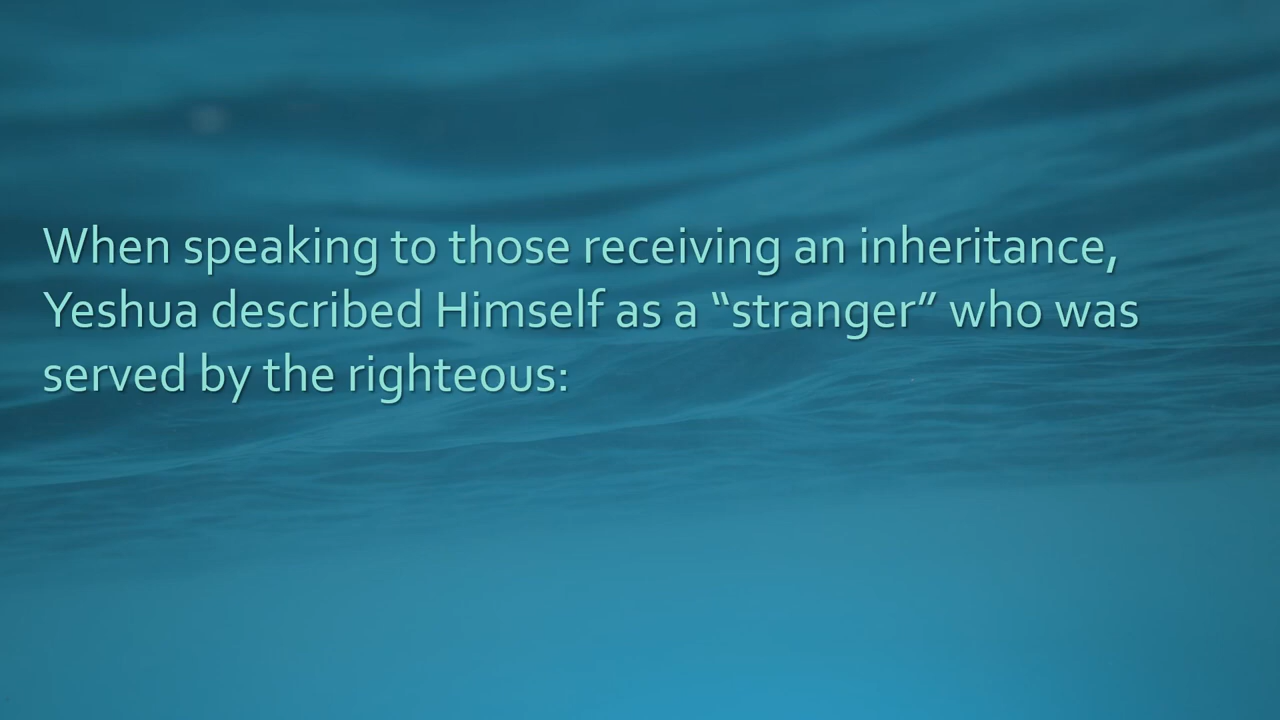 When speaking to those receiving an inheritance,
Yeshua described Himself as a “stranger” who was
served by the righteous: